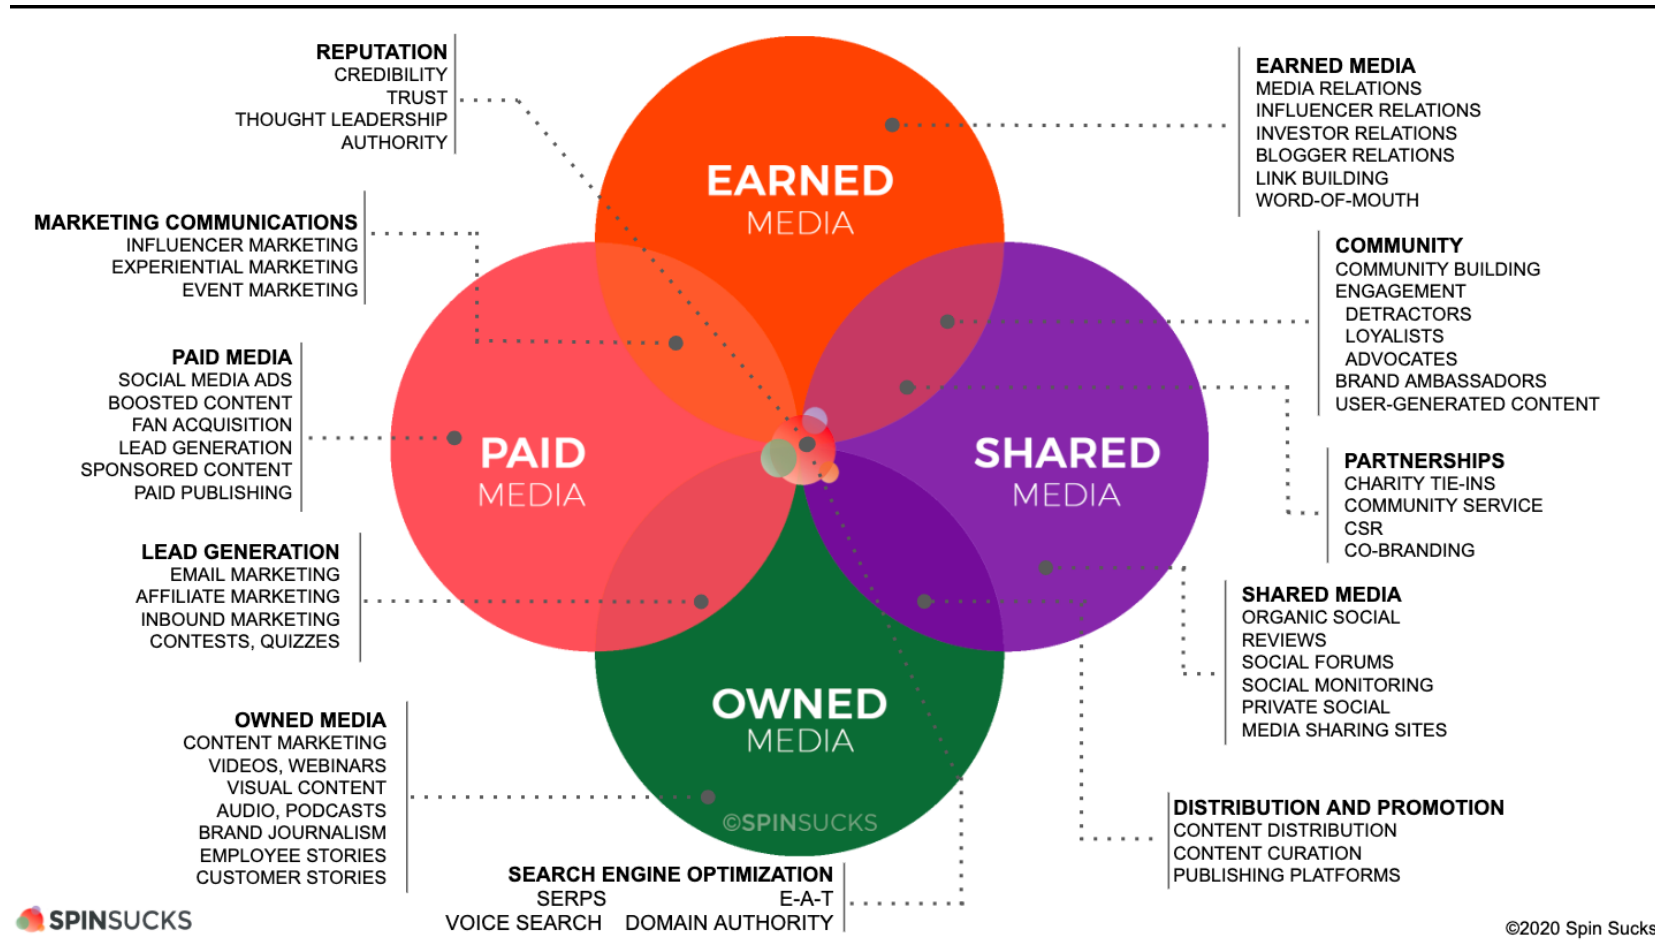 REPUTATION
CREDIBILITY
TRUST
THOUGHT LEADERSHIP
AUTHORITY
MARKETING COMMUNICATIONS
INFLUENCER MARKETING
EXPERIENTIAL MARKETING
EVENT MARKETING
PAID MEDIA
SOCIAL MEDIA ADS
BOOSTED CONTENT
FAN ACQUISITION
LEAD GENERATION
SPONSORED CONTENT
PAID PUBLISHING
LEAD GENERATION
EMAIL MARKETING
AFFILIATE MARKETING
INBOUND MARKETING
CONTESTS, QUIZZES
OWNED MEDIA
CONTENT MARKETING
VIDEOS, WEBINARS
VISUAL CONTENT
AUDIO, PODCASTS
BRAND JOURNALISM
EMPLOYEE STORIES
CUSTOMER STORIES
EARNED
MEDIA
PAID
MEDIA
SHARED
MEDIA
OWNED
MEDIA
©SPINSUCKS
SEARCH ENGINE OPTIMIZATION
SERPS E-A-T
VOICE SEARCH DOMAIN AUTHORITY
EARNED MEDIA
MEDIA RELATIONS
INFLUENCER RELATIONS
INVESTOR RELATIONS
BLOGGER RELATIONS
LINK BUILDING
WORD-OF-MOUTH
COMMUNITY
COMMUNITY BUILDING
ENGAGEMENT
DETRACTORS
LOYALISTS
ADVOCATES
BRAND AMBASSADORS
USER-GENERATED CONTENT
PARTNERSHIPS
CHARITY TIE-INS
COMMUNITY SERVICE
CSR
CO-BRANDING
SHARED MEDIA
ORGANIC SOCIAL
REVIEWS
SOCIAL FORUMS
SOCIAL MONITORING
PRIVATE SOCIAL
MEDIA SHARING SITES
DISTRIBUTION AND PROMOTION
CONTENT DISTRIBUTION
CONTENT CURATION
PUBLISHING PLATFORMS
SPINSUCKS
©2020 Spin Sucks